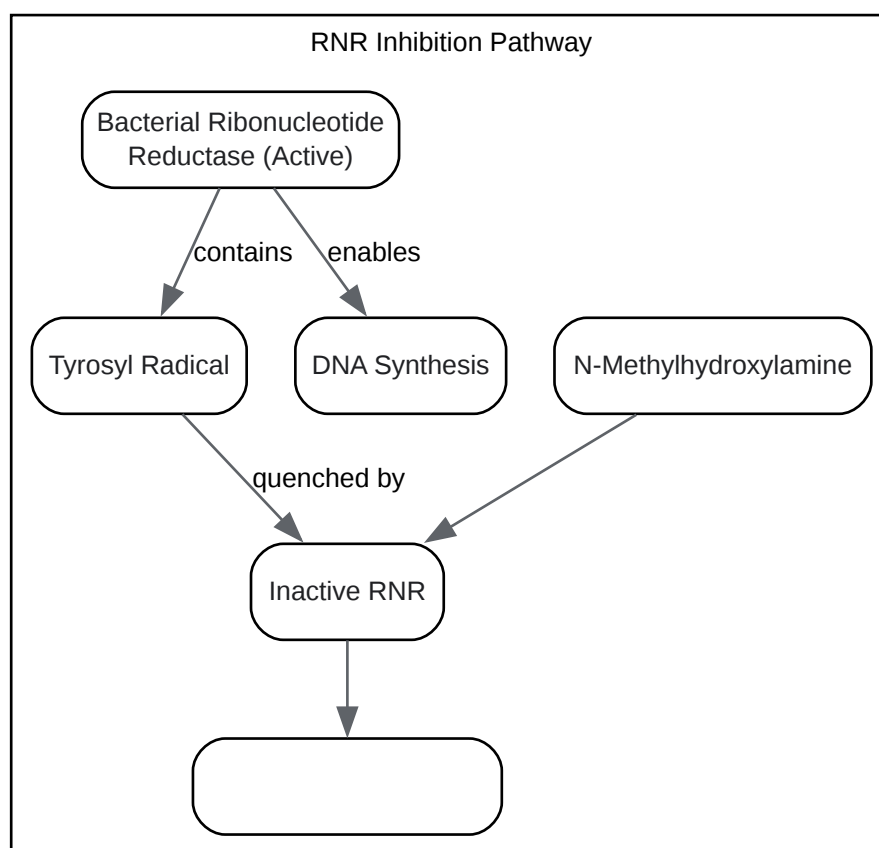 RNR Inhibition Pathway
Bacterial Ribonucleotide
Reductase (Active)
contains
enables
Tyrosyl Radical
DNA Synthesis
N-Methylhydroxylamine
quenched by
Inactive RNR